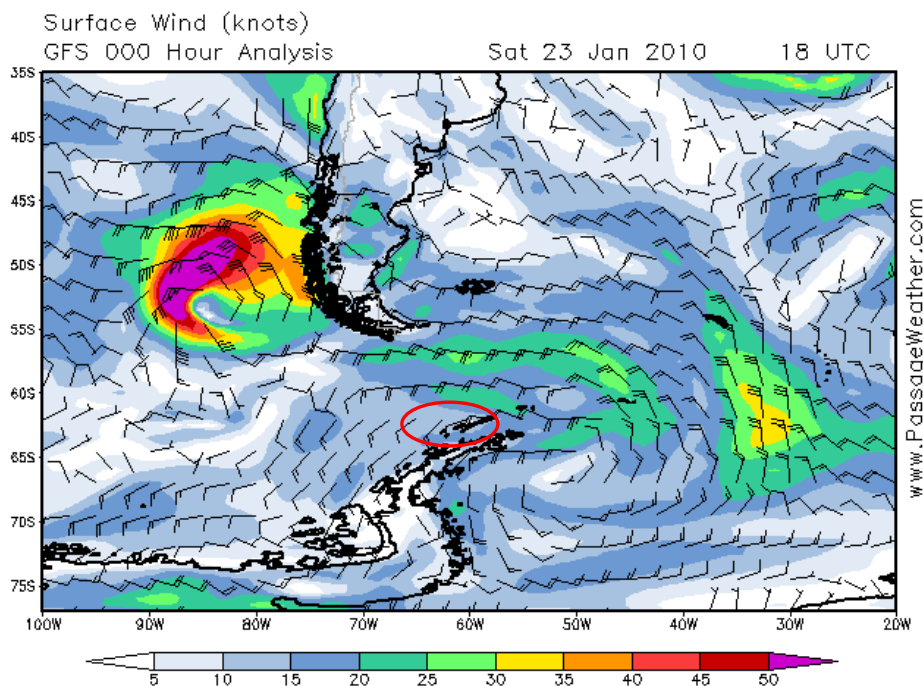 Surface Wind (knots)
GFS 000 Hour Analysis Sat 23 Jan 2010 18 UTC
35S
40S
45S
50S
55S
60S
65S
70S
75S
100W 90W 80W 70W 60W 50W 40W 30W 20W
5 10 15 20 25 30 35 40 45 50
www.PassageWeather.com